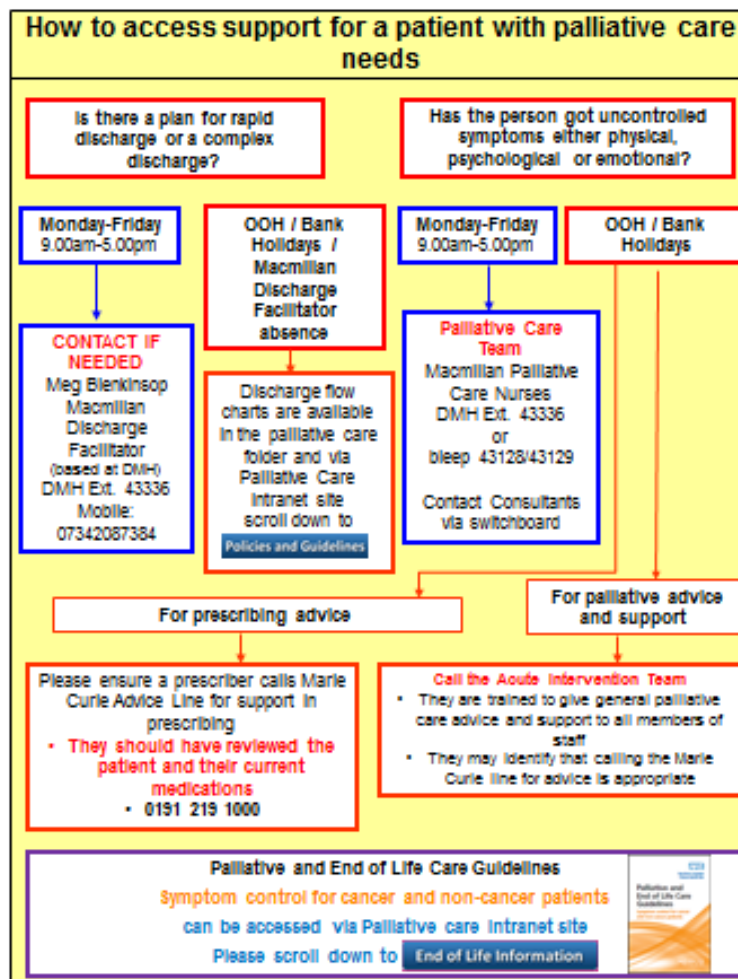 How to access support for a patient with palliative care
needs
Is there a plan for rapid
discharge or a complex
discharge?
Has the person got uncontrolled
symptoms either physical,
psychological or emotional?
Monday-Friday
9.00am-5.00pm
OOH / Bank
Holidays /
Macmillan
Discharge
Facilitator
absence
Monday-Friday
9.00am-5.00pm
OOH / Bank
Holidays
CONTACT IF
NEEDED
Meg Blenkinsop
Macmillan
Discharge
Facilitator
(based at DMH)
DMH Ext. 43336
Mobile:
07342087384
Discharge flow
charts are available
in the palliative care
folder and via
Palliative Care
Intranet site
scroll down to
Policies and Guidelines
Palliative Care
Team
Macmillan Palliative
Care Nurses
DMH Ext. 43336
or
bleep 43128/43129
Contact Consultants
via switchboard
For prescribing advice
For palliative advice
and support
Please ensure a prescriber calls Marie
Curie Advice Line for support in
prescribing
• They should have reviewed the
patient and their current
medications
• 0191 219 1000
Call the Acute Intervention Team
• They are trained to give general palliative
care advice and support to all members of
staff
• They may identify that calling the Marie
Curie line for advice is appropriate
Palliative and End of Life Care Guidelines
Symptom control for cancer and non-cancer patients
can be accessed via Palliative care Intranet site
Please scroll down to End of Life Information
Palliative and
End of Life Care
Guidelines